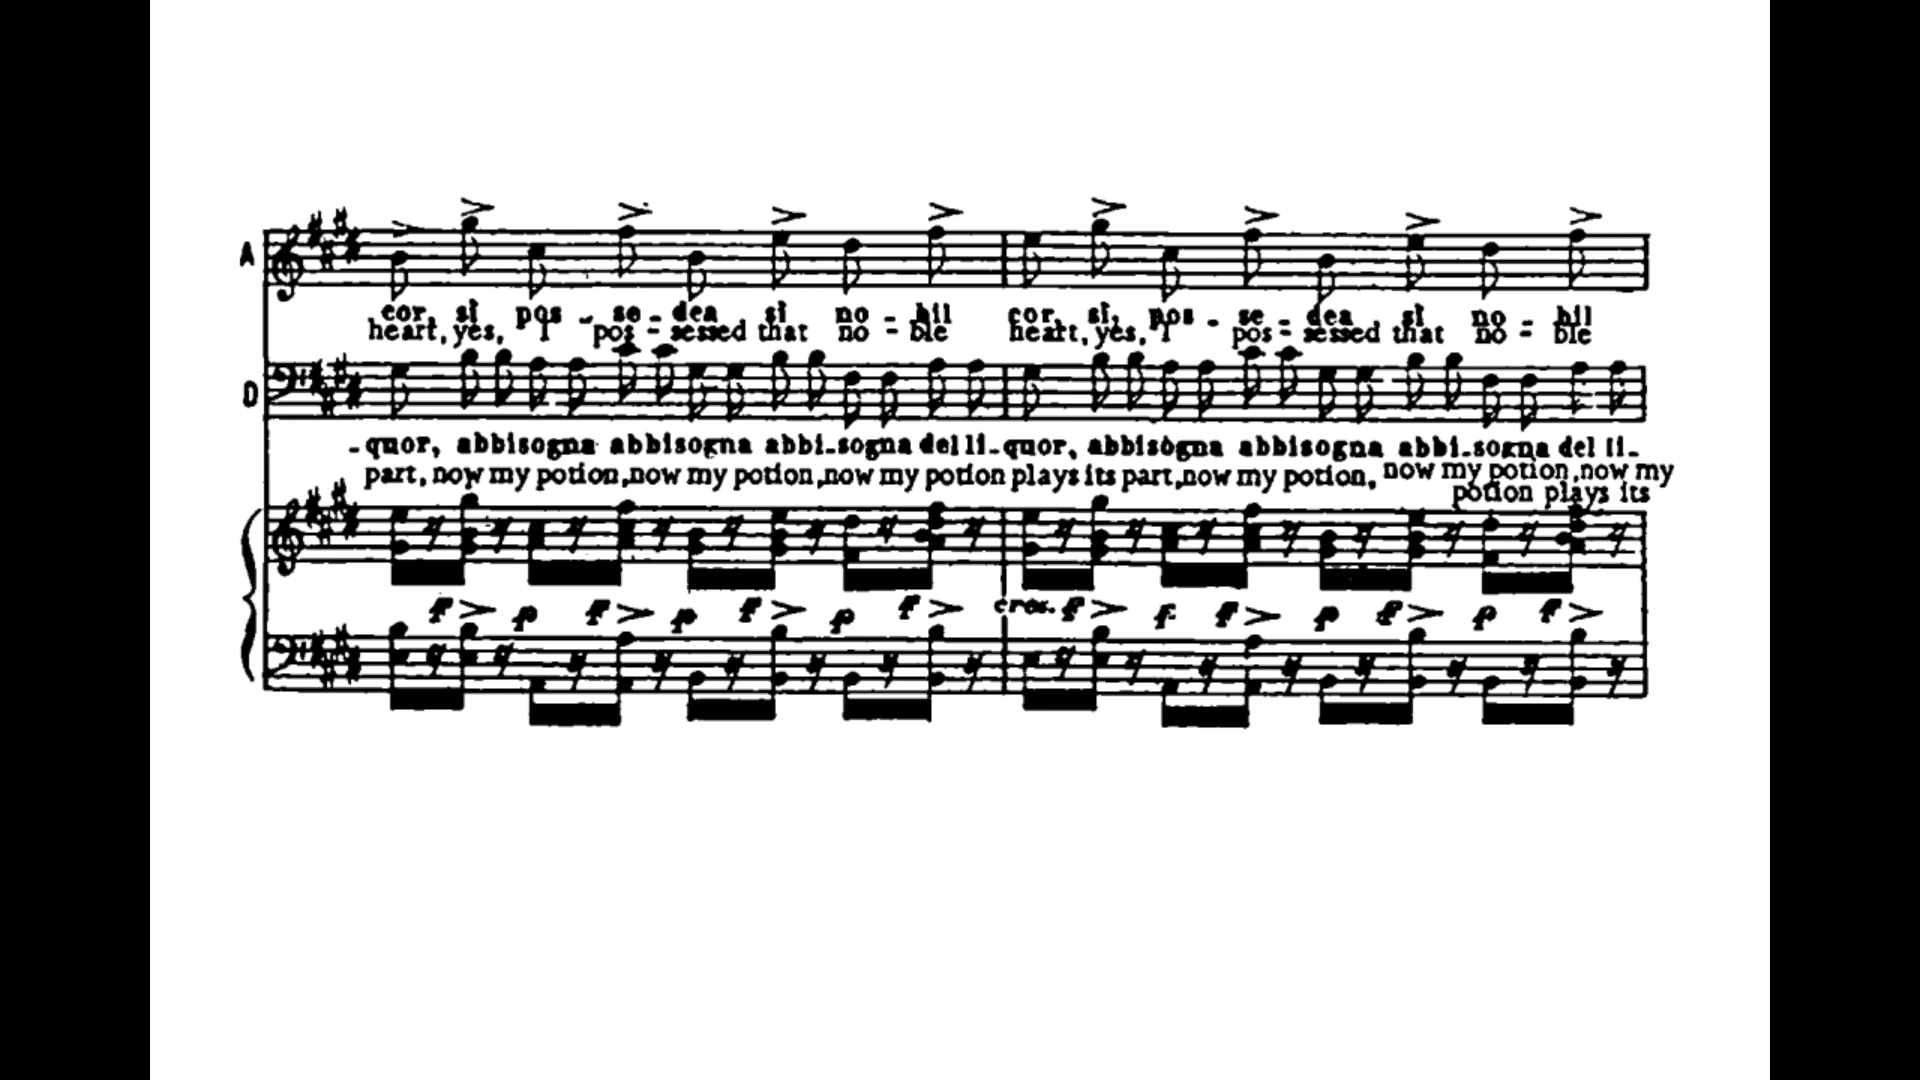 A
cor, si pos - se - dea si no - bil cor, si, pos - se - dea si no - bil
heart, yes, I pos - sessed that no - ble heart, yes, I pos - sessed that no - ble
D
- quor, abbisogna abbisogna abbi - sogna del li - quor, abbisogna abbisogna abbi - sogna del li -
part, now my potion, now my potion, now my potion plays its part, now my potion, now my potion, now my
potion plays its
f p f p f p f cres. f f f p f p f